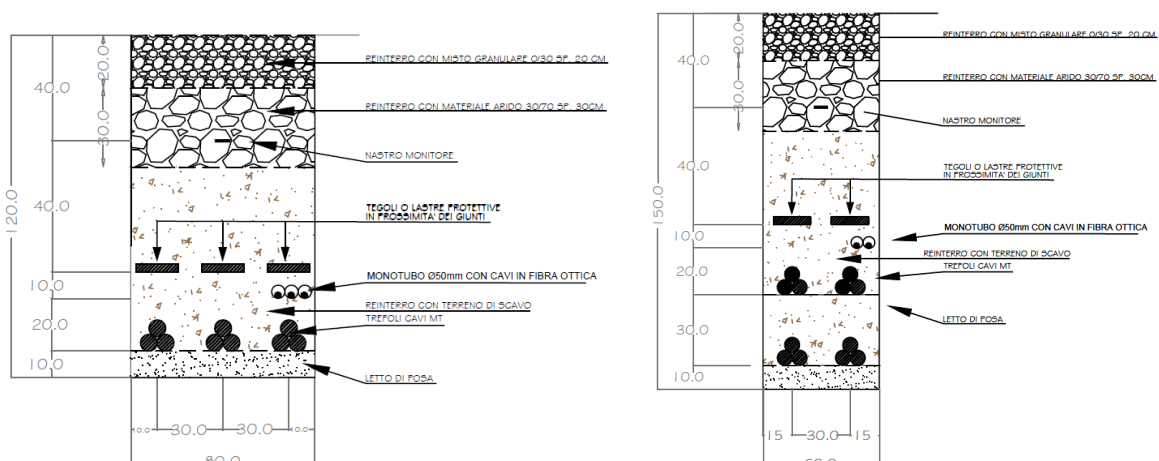 120.0
40.0
20.0
30.0
40.0
10.0
20.0
10.0
REINTERRO CON MISTO GRANULARE 0/30 SP. 20 CM
REINTERRO CON MATERIALE ARIDO 30/70 SP. 30CM
NASTRO MONITORE
TEGOLI O LASTRE PROTETTIVE
IN PROSSIMITA' DEI GIUNTI
MONOTUBO Ø50mm CON CAVI IN FIBRA OTTICA
REINTERRO CON TERRENO DI SCAVO
TREFOLI CAVI MT
LETTO DI POSA
30.0
30.0
80.0
150.0
40.0
20.0
30.0
40.0
10.0
20.0
30.0
10.0
REINTERRO CON MISTO GRANULARE 0/30 SP. 20 CM
REINTERRO CON MATERIALE ARIDO 30/70 SP. 30CM
NASTRO MONITORE
TEGOLI O LASTRE PROTETTIVE
IN PROSSIMITA' DEI GIUNTI
MONOTUBO Ø50mm CON CAVI IN FIBRA OTTICA
REINTERRO CON TERRENO DI SCAVO
TREFOLI CAVI MT
LETTO DI POSA
15 30.0 15
60.0